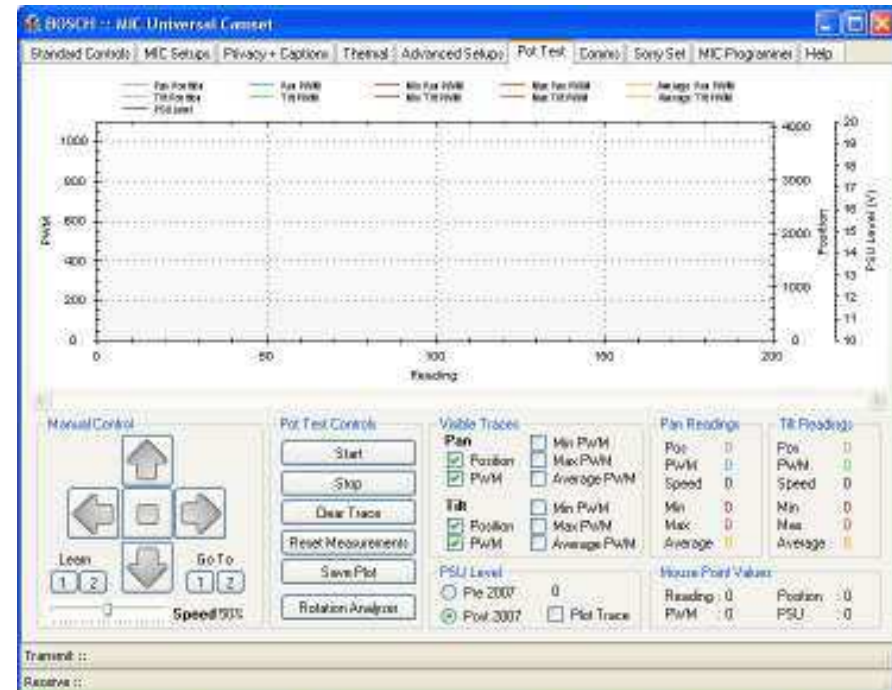 BOSCH :: MIC Universal Camset
Standard Controls MIC Setups Privacy + Captions Thermal Advanced Setups Pot Test Comms Sony Set MIC Programmer Help
Pan Position Pan PWM Min Pan PWM Max Pan PWM Average Pan PWM
Tilt Position Tilt PWM Min Tilt PWM Max Tilt PWM Average Tilt PWM
PSU Level
1000
800
600
400
200
0
PWM
4000
3000
2000
1000
0
Position
20
19
18
17
16
15
14
13
12
11
10
PSU Level (V)
0 50 100 150 200
Reading
Manual Control
Learn
1 2
Go To
1 2
Speed 50%
Pot Test Controls
Start
Stop
Clear Trace
Reset Measurements
Save Plot
Rotation Analyser
Visible Traces
Pan
Position
PWM
Min PWM
Max PWM
Average PWM
Tilt
Position
PWM
Min PWM
Max PWM
Average PWM
PSU Level
Pre 2007 0
Post 2007 Plot Trace
Pan Readings
Pos 0
PWM 0
Speed 0
Min 0
Max 0
Average 0
Tilt Readings
Pos 0
PWM 0
Speed 0
Min 0
Max 0
Average 0
Mouse Point Values
Reading : 0 Position : 0
PWM : 0 PSU : 0
Transmit ::
Receive ::